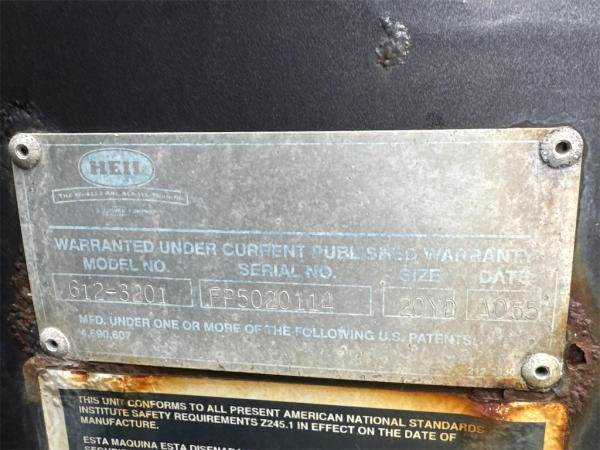 HEIL
WARRANTED UNDER CURRENT PUBLISHED WARRANTY
MODEL NO. SERIAL NO. SIZE DATE
612-3201 FP5020114 20YD AO55
MFD. UNDER ONE OR MORE OF THE FOLLOWING U.S. PATENTS:
4,690,607
THIS UNIT CONFORMS TO ALL PRESENT AMERICAN NATIONAL STANDARDS
INSTITUTE SAFETY REQUIREMENTS Z245.1 IN EFFECT ON THE DATE OF
MANUFACTURE.
ESTA MAQUINA ESTA